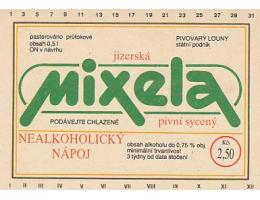 1 3 5 7 9 11 13 15 17 19 21 23 25 27 29 31
pasterováno průtokově
obsah 0,5 l
ON v návrhu
PIVOVARY LOUNY
státní podnik
jizerská
mixela
PODÁVEJTE CHLAZENÉ
pivní sycený
NEALKOHOLICKÝ
NÁPOJ
obsah alkoholu do 0,75 % obj.
minimální trvanlivost
3 týdny od data stočení
Kčs
2,50
I II III IV V VI VII VIII IX X XI XII